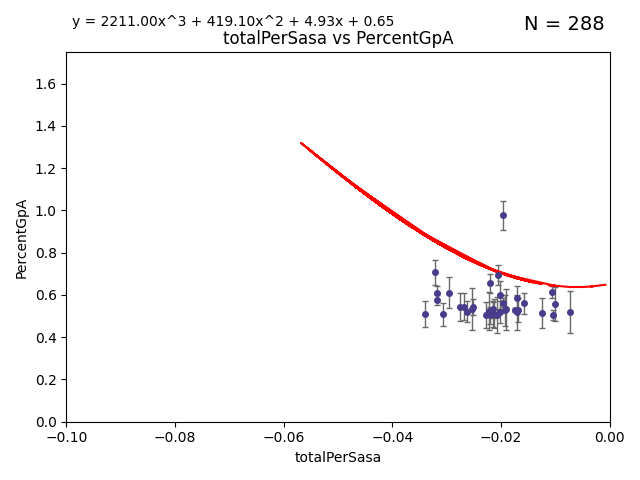 y = 2211.00x^3 + 419.10x^2 + 4.93x + 0.65
N = 288
totalPerSasa vs PercentGpA
1.6
1.4
1.2
1.0
0.8
0.6
0.4
0.2
0.0
PercentGpA
−0.10 −0.08 −0.06 −0.04 −0.02 0.00
totalPerSasa